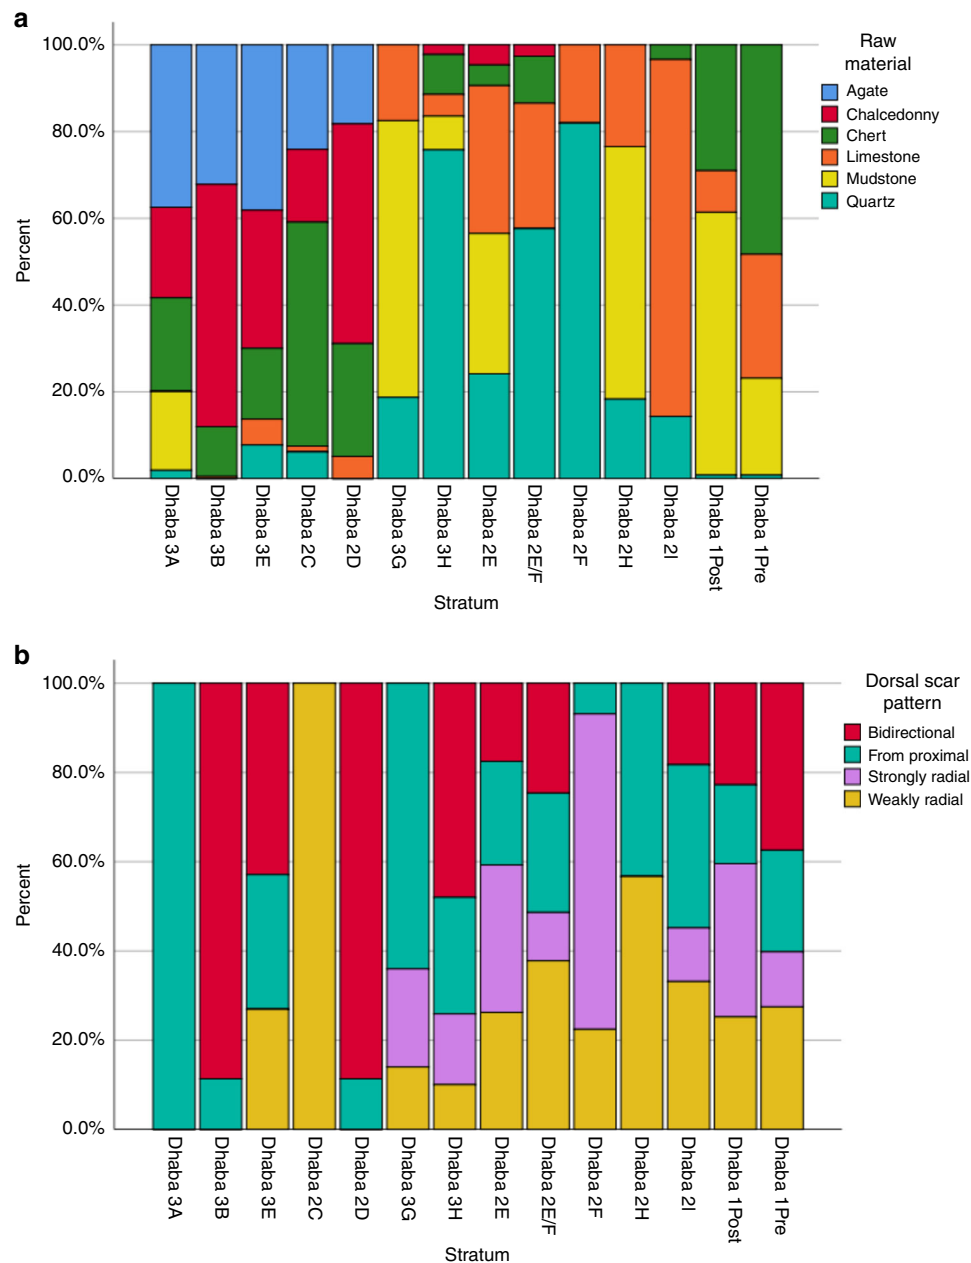 a
100.0%
80.0%
60.0%
40.0%
20.0%
0.0%
Percent
Dhaba 3A
Dhaba 3B
Dhaba 3E
Dhaba 2C
Dhaba 2D
Dhaba 3G
Dhaba 3H
Dhaba 2E
Dhaba 2E/F
Dhaba 2F
Dhaba 2H
Dhaba 2I
Dhaba 1Post
Dhaba 1Pre
Stratum
Raw
material
Agate
Chalcedonny
Chert
Limestone
Mudstone
Quartz
b
100.0%
80.0%
60.0%
40.0%
20.0%
0.0%
Percent
Dhaba 3A
Dhaba 3B
Dhaba 3E
Dhaba 2C
Dhaba 2D
Dhaba 3G
Dhaba 3H
Dhaba 2E
Dhaba 2E/F
Dhaba 2F
Dhaba 2H
Dhaba 2I
Dhaba 1Post
Dhaba 1Pre
Stratum
Dorsal scar
pattern
Bidirectional
From proximal
Strongly radial
Weakly radial